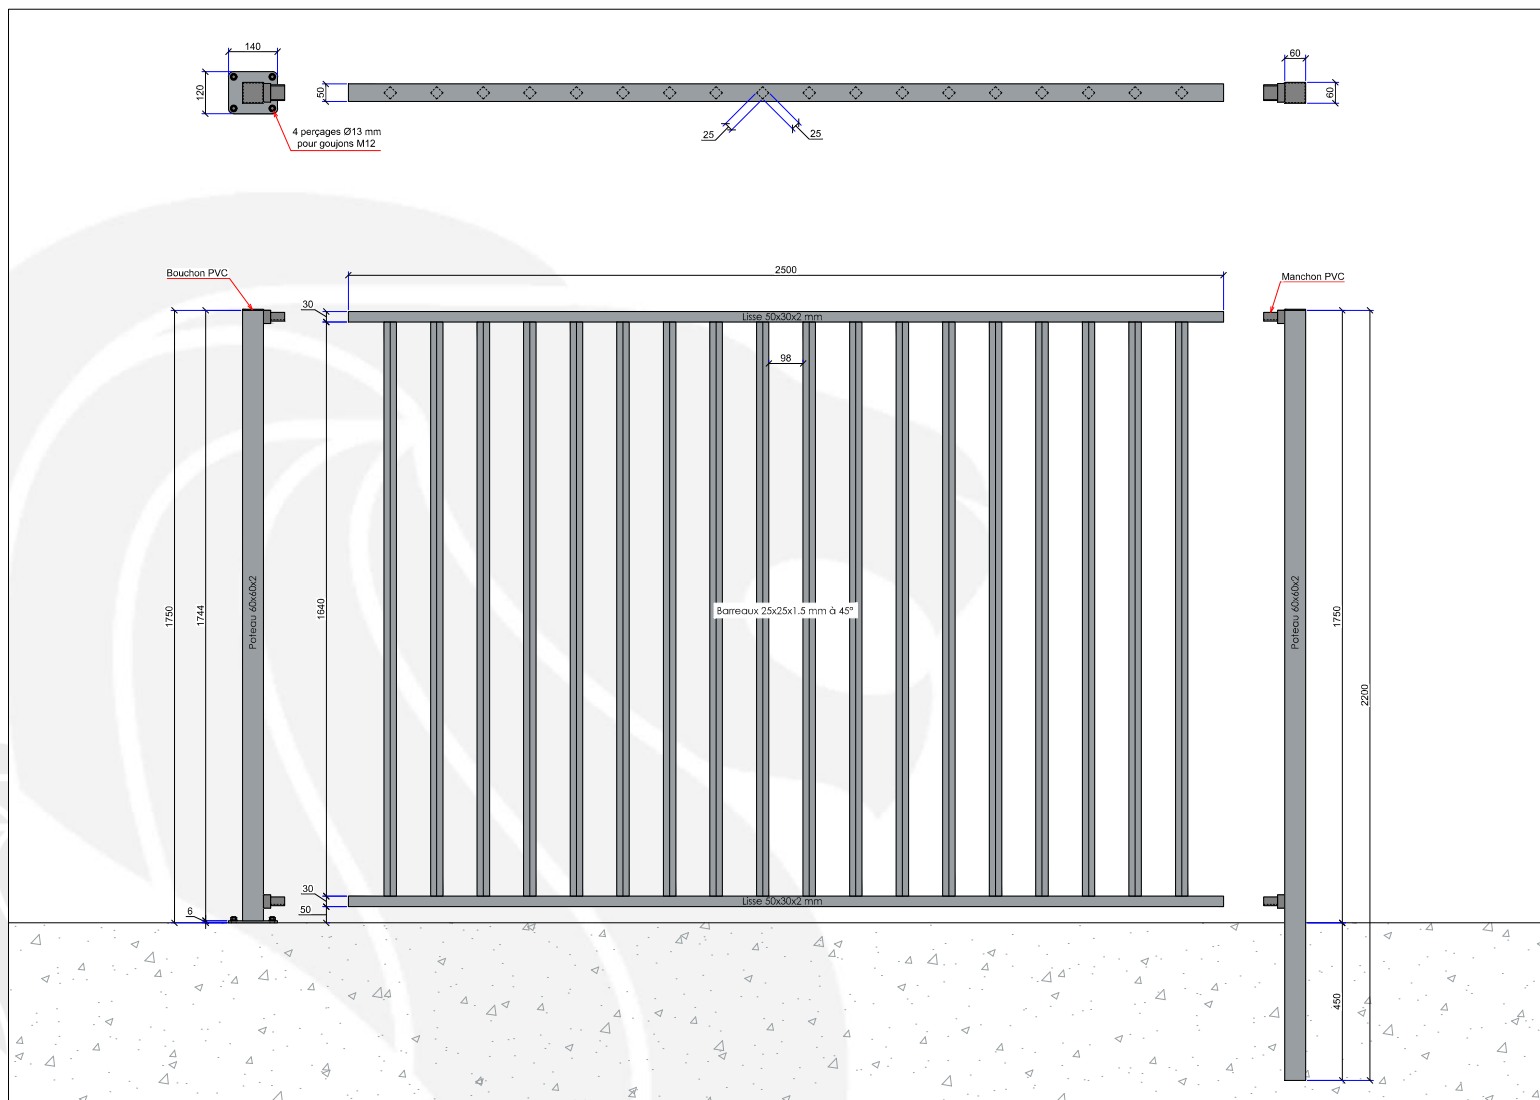 140
60
120
50
60
4 perçages Ø13 mm
pour goujons M12
25
25
Bouchon PVC
2500
Manchon PVC
30
Lisse 50x30x2 mm
98
1750
1744
Poteau 60x60x2
1640
Barreaux 25x25x1.5 mm à 45°
Poteau 60x60x2
1750
2200
30
Lisse 50x30x2 mm
6
50
450